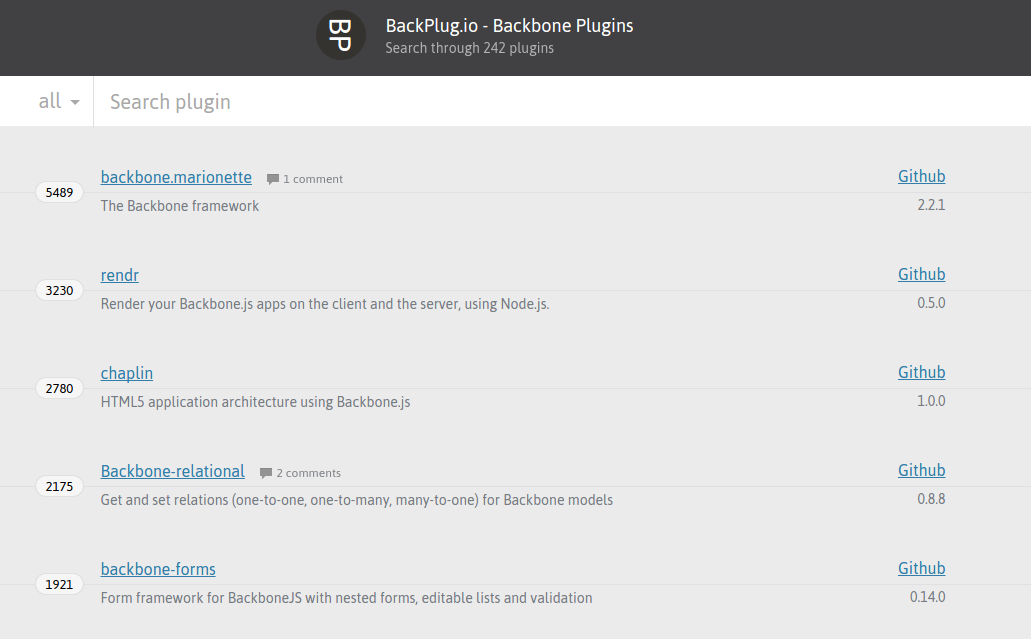 BP
BackPlug.io - Backbone Plugins
Search through 242 plugins
all Search plugin
backbone.marionette 1 comment Github
5489
The Backbone framework 2.2.1
rendr Github
3230
Render your Backbone.js apps on the client and the server, using Node.js. 0.5.0
chaplin Github
2780
HTML5 application architecture using Backbone.js 1.0.0
Backbone-relational 2 comments Github
2175
Get and set relations (one-to-one, one-to-many, many-to-one) for Backbone models 0.8.8
backbone-forms Github
1921
Form framework for BackboneJS with nested forms, editable lists and validation 0.14.0